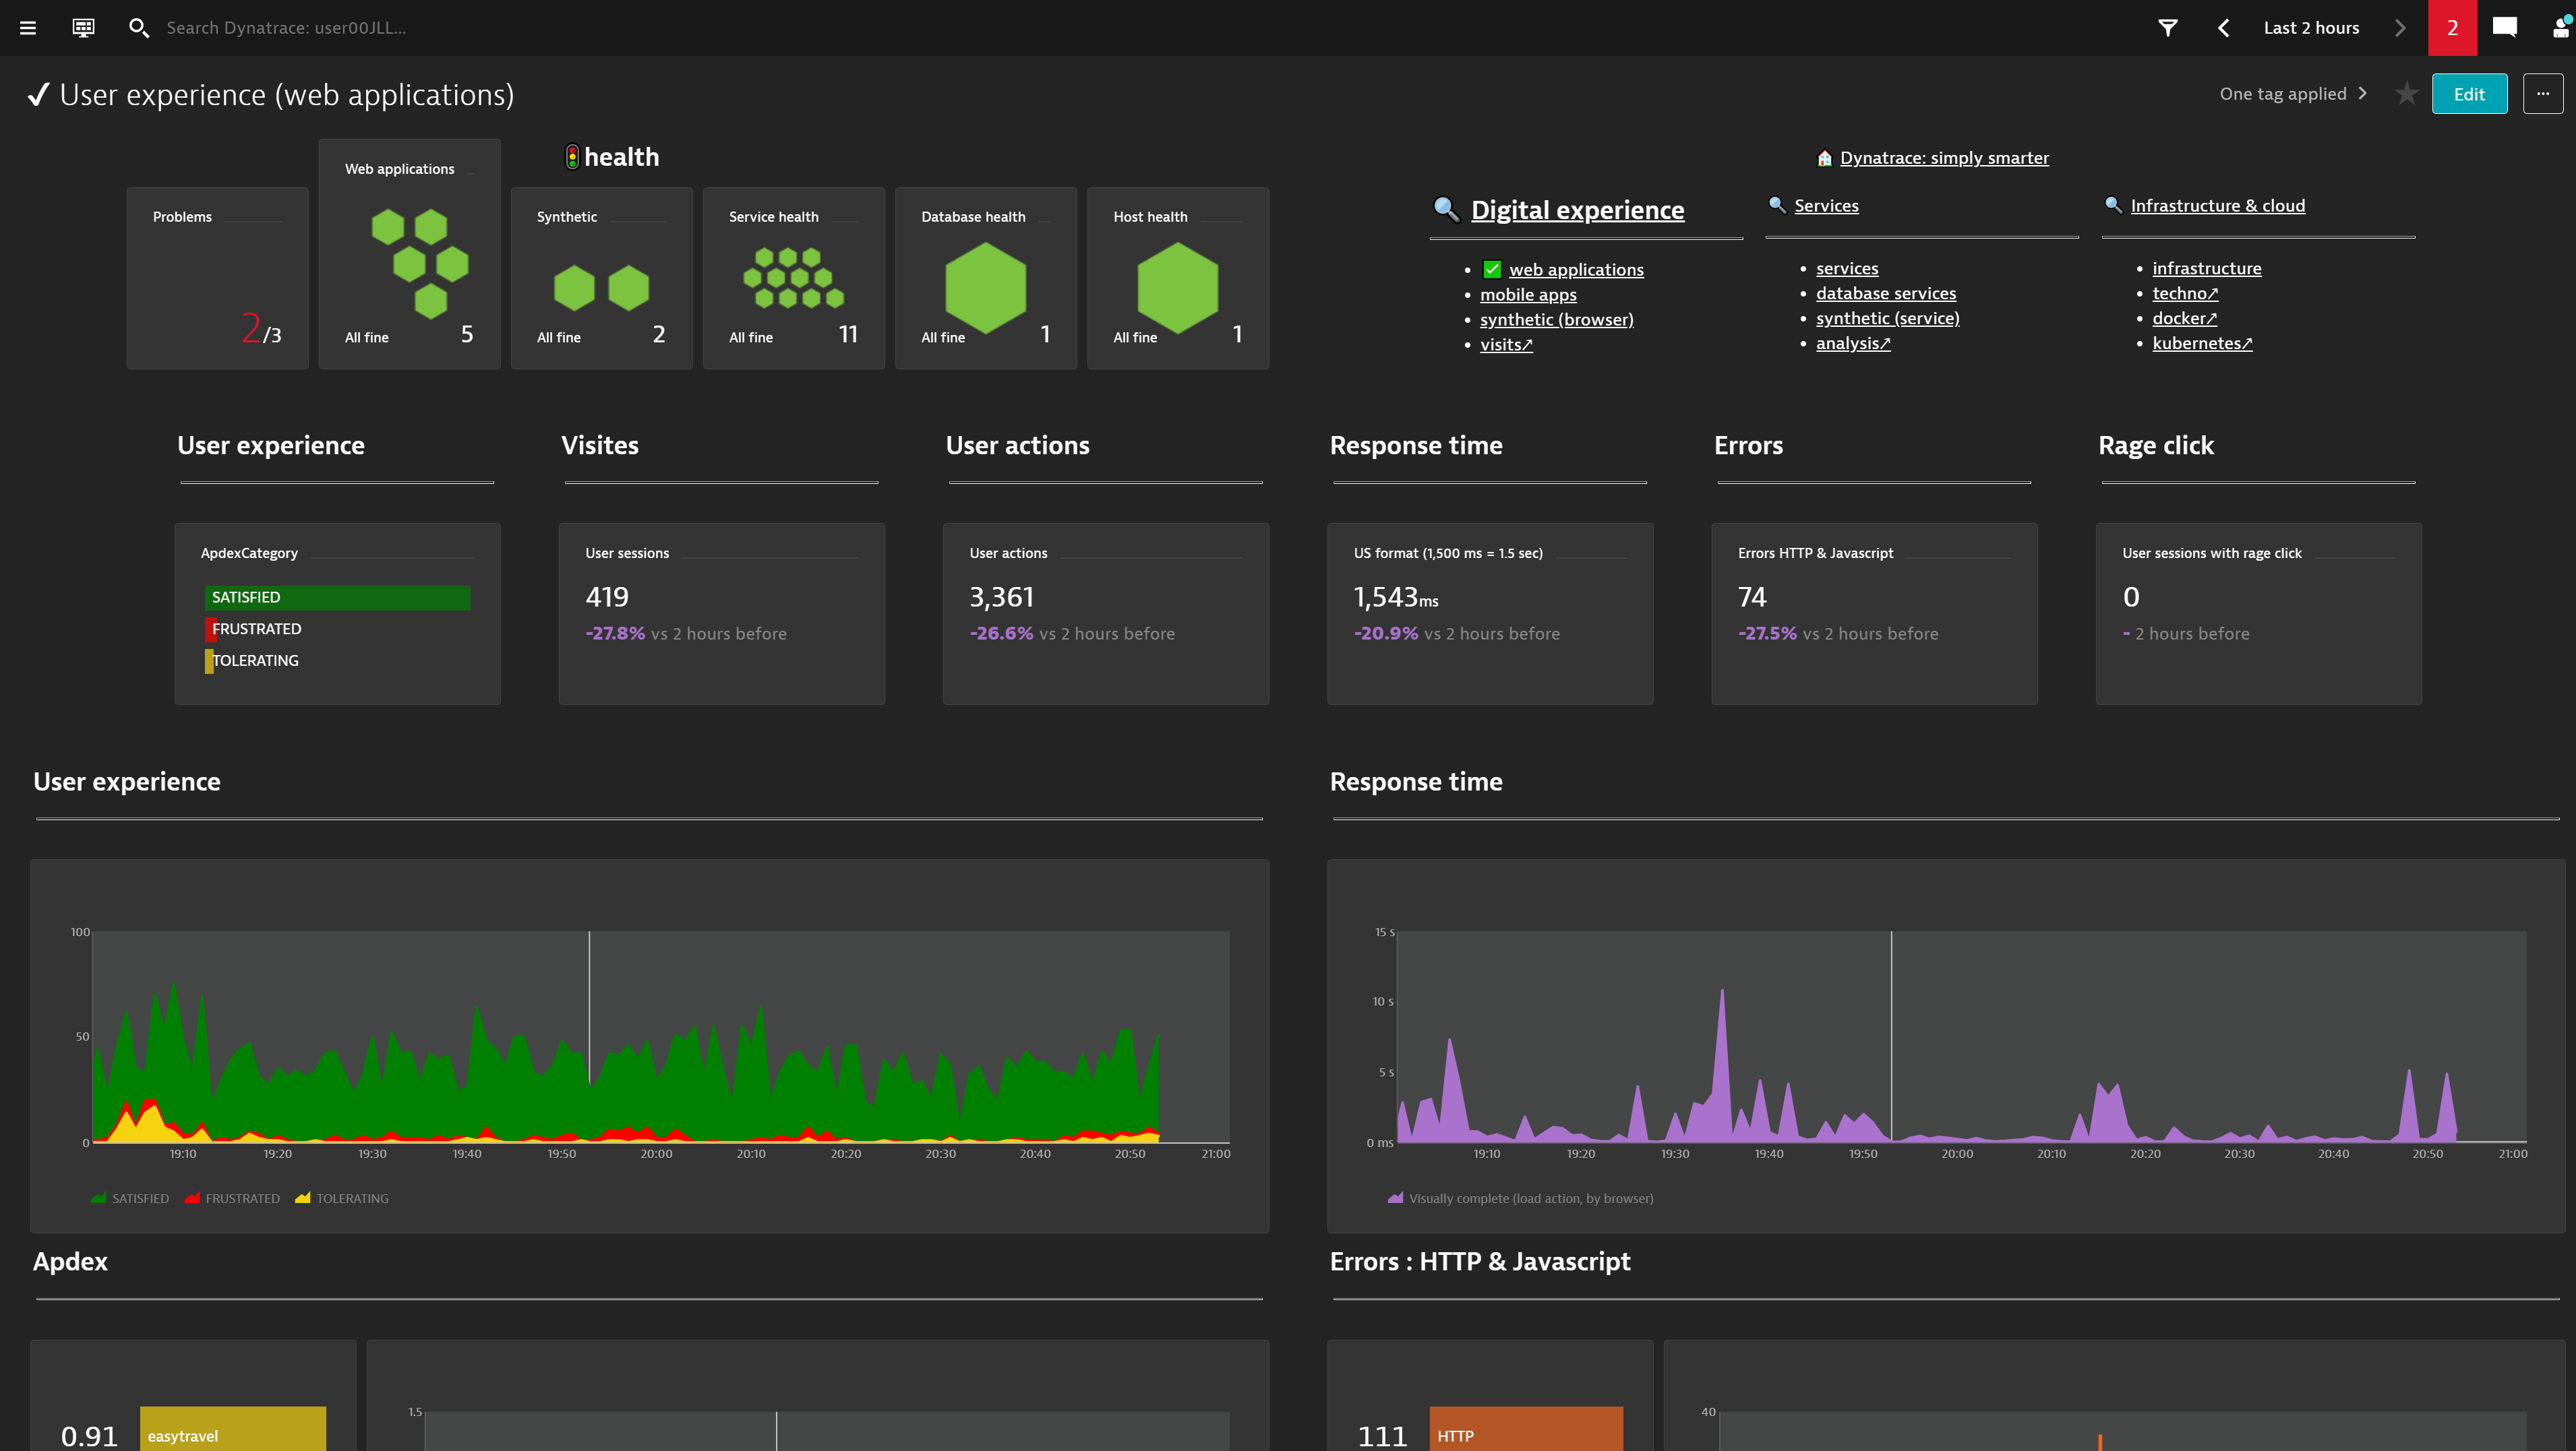 Search Dynatrace: user00JLL...
Last 2 hours
2
User experience (web applications)
One tag applied
Edit
...
health
Problems
2/3
Web applications
All fine
5
Synthetic
All fine
2
Service health
All fine
11
Database health
All fine
1
Host health
All fine
1
Dynatrace: simply smarter
Digital experience
web applications
mobile apps
synthetic (browser)
visits↗
Services
services
database services
synthetic (service)
analysis↗
Infrastructure & cloud
infrastructure
techno↗
docker↗
kubernetes↗
User experience
ApdexCategory
SATISFIED
FRUSTRATED
TOLERATING
Visites
User sessions
419
-27.8% vs 2 hours before
User actions
User actions
3,361
-26.6% vs 2 hours before
Response time
US format (1,500 ms = 1.5 sec)
1,543ms
-20.9% vs 2 hours before
Errors
Errors HTTP & Javascript
74
-27.5% vs 2 hours before
Rage click
User sessions with rage click
0
- 2 hours before
User experience
100
50
0
19:10 19:20 19:30 19:40 19:50 20:00 20:10 20:20 20:30 20:40 20:50 21:00
SATISFIED FRUSTRATED TOLERATING
Response time
15 s
10 s
5 s
0 ms
19:10 19:20 19:30 19:40 19:50 20:00 20:10 20:20 20:30 20:40 20:50 21:00
Visually complete (load action, by browser)
Apdex
0.91
easytravel
1.5
Errors : HTTP & Javascript
111
HTTP
40